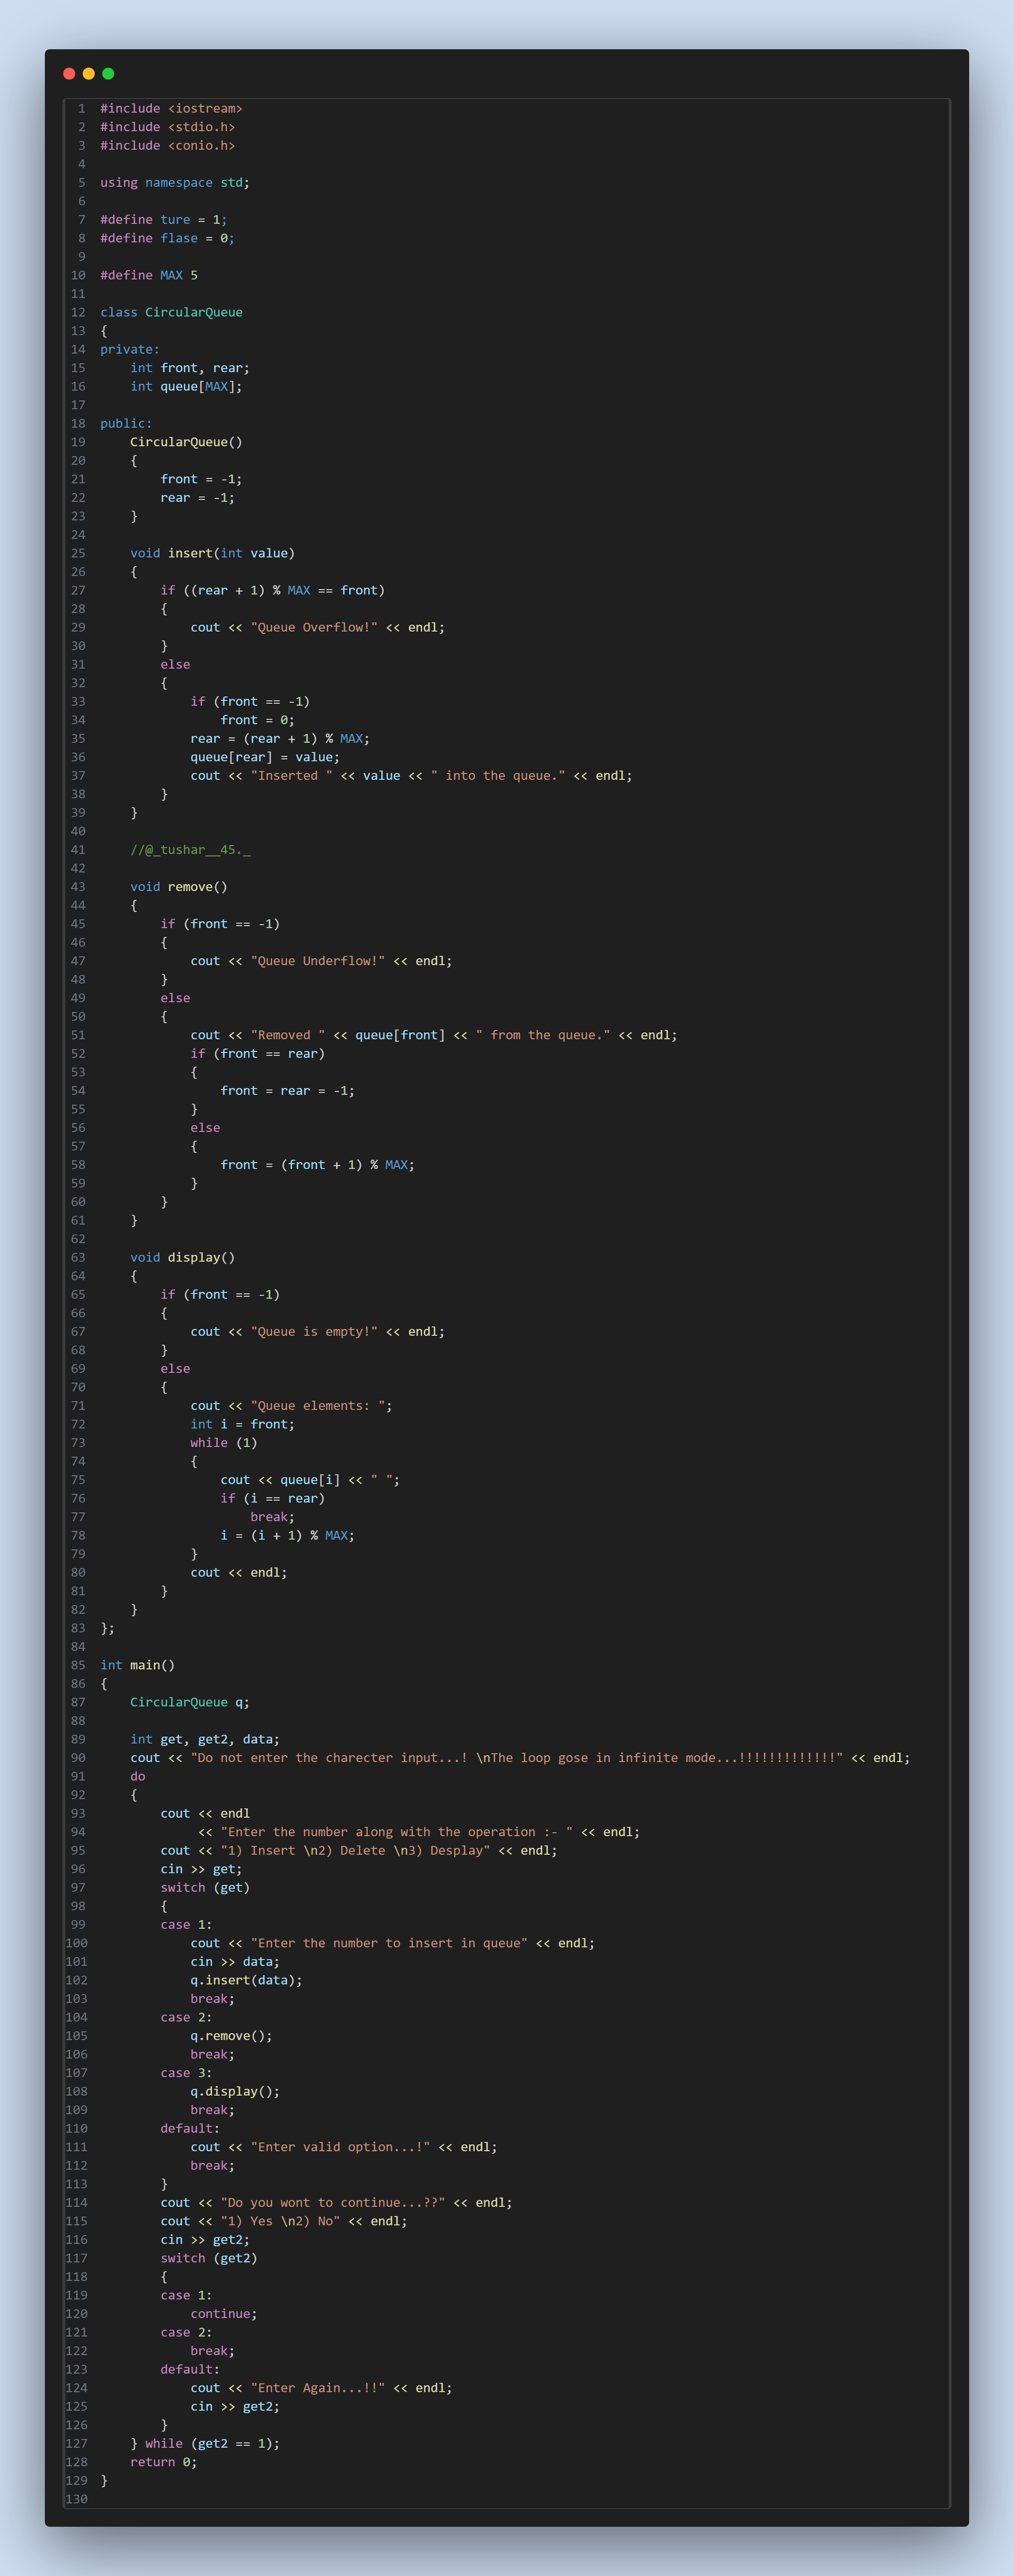 1 #include <iostream>
2 #include <stdio.h>
3 #include <conio.h>
4
5 using namespace std;
6
7 #define ture = 1;
8 #define flase = 0;
9
10 #define MAX 5
11
12 class CircularQueue
13 {
14 private:
15     int front, rear;
16     int queue[MAX];
17
18 public:
19     CircularQueue()
20     {
21         front = -1;
22         rear = -1;
23     }
24
25     void insert(int value)
26     {
27         if ((rear + 1) % MAX == front)
28         {
29             cout << "Queue Overflow!" << endl;
30         }
31         else
32         {
33             if (front == -1)
34                 front = 0;
35             rear = (rear + 1) % MAX;
36             queue[rear] = value;
37             cout << "Inserted " << value << " into the queue." << endl;
38         }
39     }
40
41     //@_tushar__45._
42
43     void remove()
44     {
45         if (front == -1)
46         {
47             cout << "Queue Underflow!" << endl;
48         }
49         else
50         {
51             cout << "Removed " << queue[front] << " from the queue." << endl;
52             if (front == rear)
53             {
54                 front = rear = -1;
55             }
56             else
57             {
58                 front = (front + 1) % MAX;
59             }
60         }
61     }
62
63     void display()
64     {
65         if (front == -1)
66         {
67             cout << "Queue is empty!" << endl;
68         }
69         else
70         {
71             cout << "Queue elements: ";
72             int i = front;
73             while (1)
74             {
75                 cout << queue[i] << " ";
76                 if (i == rear)
77                     break;
78                 i = (i + 1) % MAX;
79             }
80             cout << endl;
81         }
82     }
83 };
84
85 int main()
86 {
87     CircularQueue q;
88
89     int get, get2, data;
90     cout << "Do not enter the charecter input...! \nThe loop gose in infinite mode...!!!!!!!!!!!!!" << endl;
91     do
92     {
93         cout << endl
94              << "Enter the number along with the operation :- " << endl;
95         cout << "1) Insert \n2) Delete \n3) Desplay" << endl;
96         cin >> get;
97         switch (get)
98         {
99         case 1:
100             cout << "Enter the number to insert in queue" << endl;
101             cin >> data;
102             q.insert(data);
103             break;
104         case 2:
105             q.remove();
106             break;
107         case 3:
108             q.display();
109             break;
110         default:
111             cout << "Enter valid option...!" << endl;
112             break;
113         }
114         cout << "Do you wont to continue...??" << endl;
115         cout << "1) Yes \n2) No" << endl;
116         cin >> get2;
117         switch (get2)
118         {
119         case 1:
120             continue;
121         case 2:
122             break;
123         default:
124             cout << "Enter Again...!!" << endl;
125             cin >> get2;
126         }
127     } while (get2 == 1);
128     return 0;
129 }
130